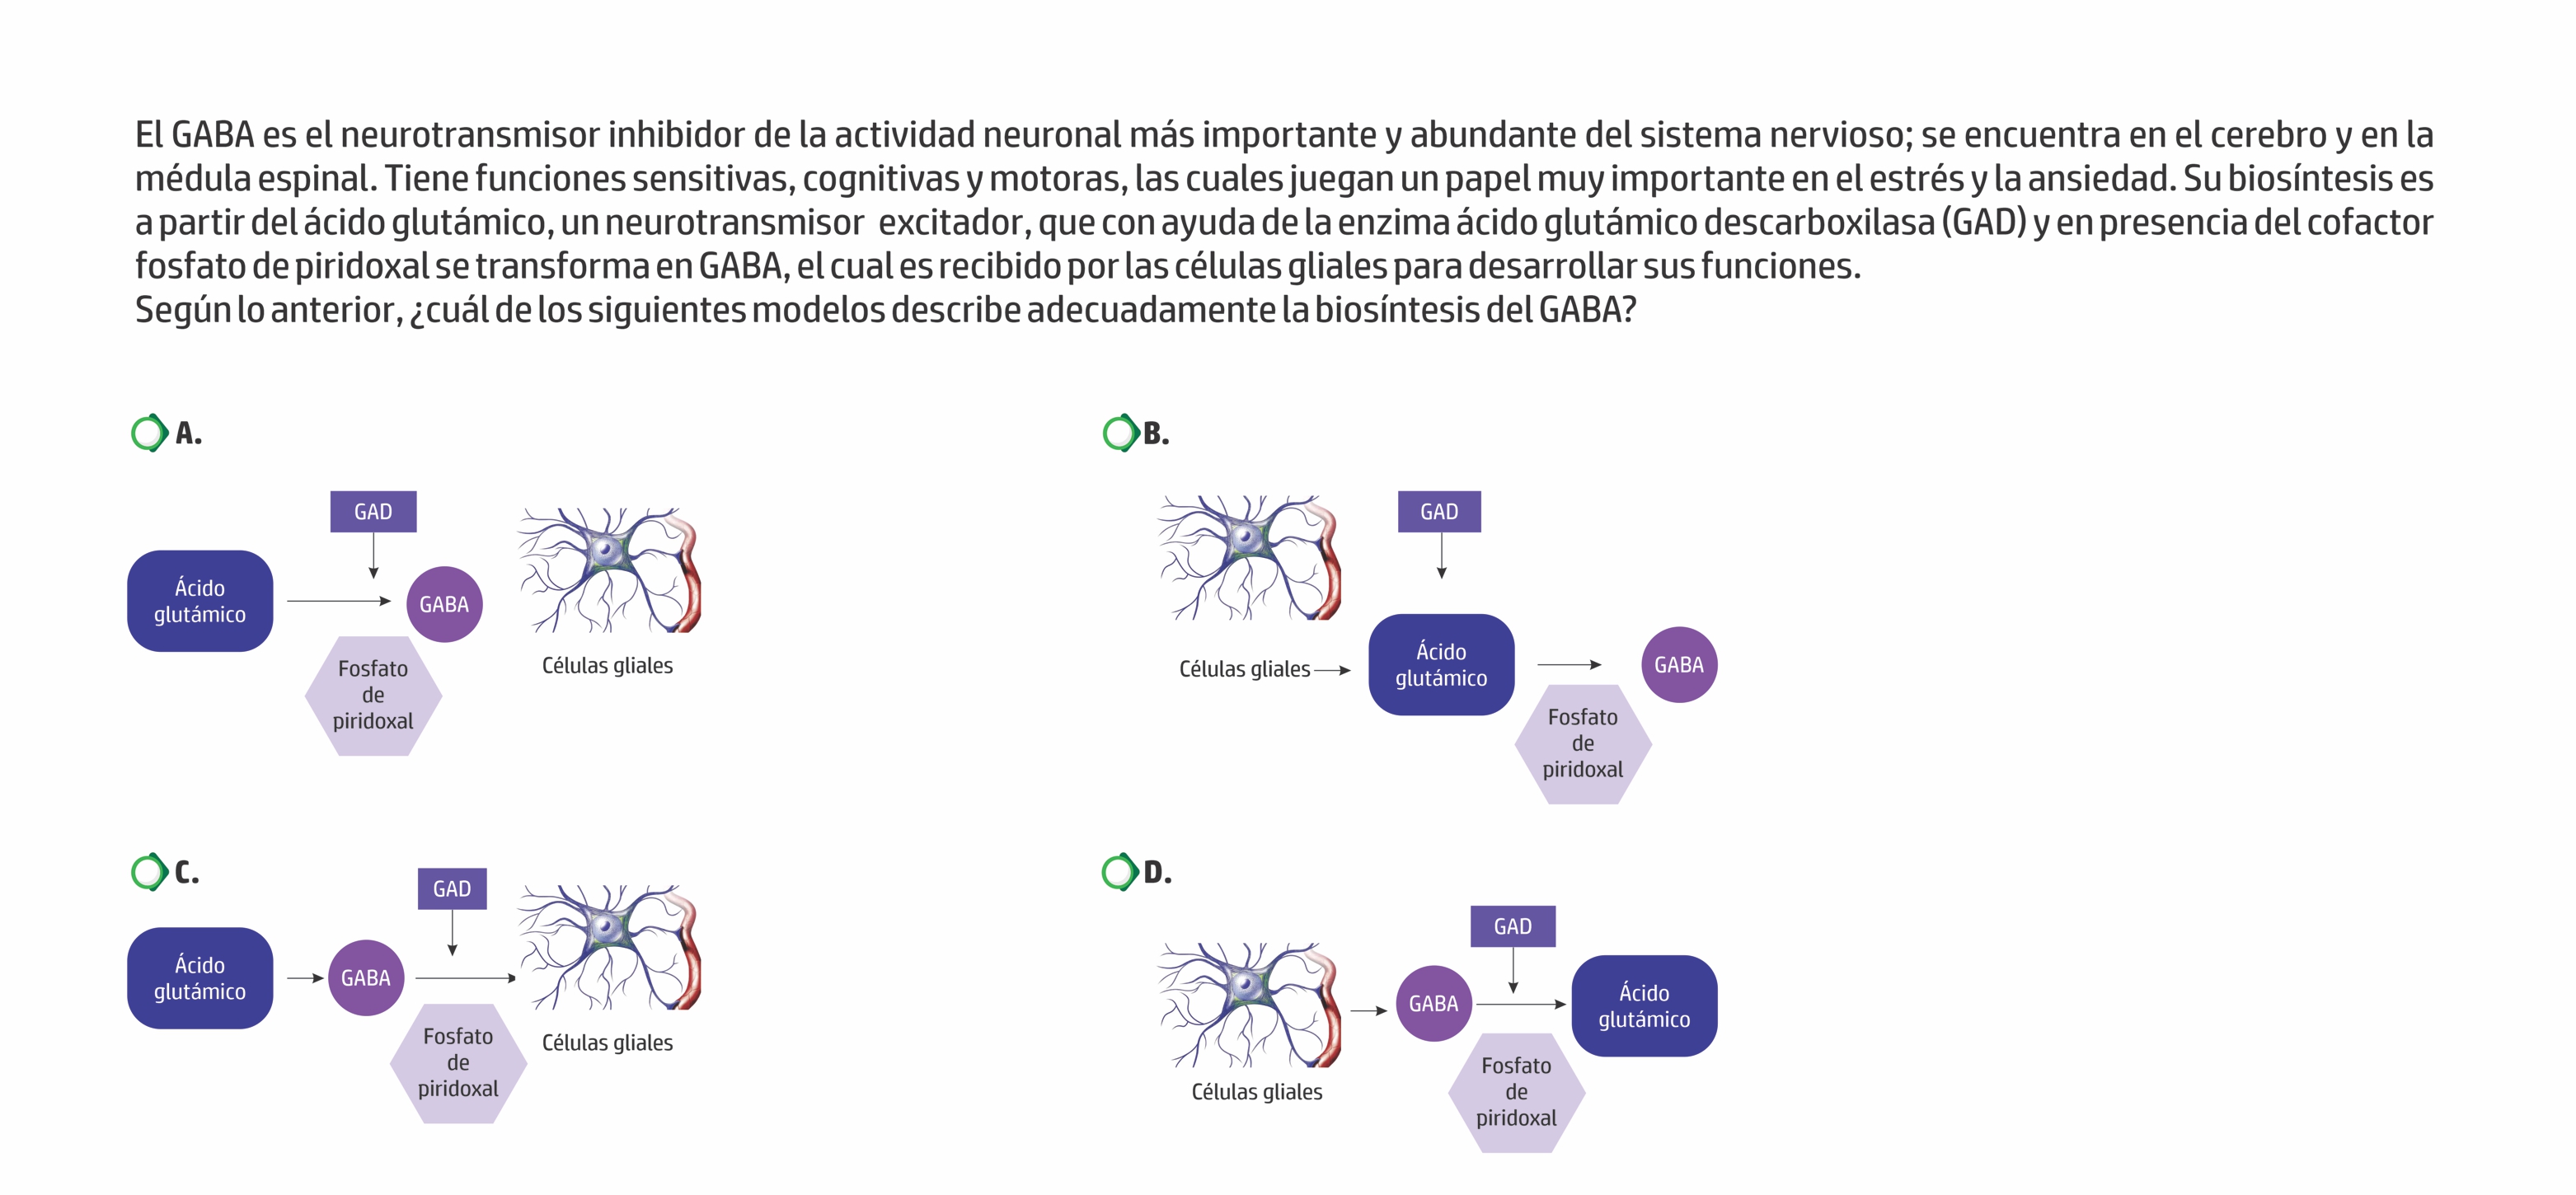 El GABA es el neurotransmisor inhibidor de la actividad neuronal más importante y abundante del sistema nervioso; se encuentra en el cerebro y en la
médula espinal. Tiene funciones sensitivas, cognitivas y motoras, las cuales juegan un papel muy importante en el estrés y la ansiedad. Su biosíntesis es
a partir del ácido glutámico, un neurotransmisor excitador, que con ayuda de la enzima ácido glutámico descarboxilasa (GAD) y en presencia del cofactor
fosfato de piridoxal se transforma en GABA, el cual es recibido por las células gliales para desarrollar sus funciones.
Según lo anterior, ¿cuál de los siguientes modelos describe adecuadamente la biosíntesis del GABA?
A.
GAD
Ácido
glutámico
GABA
Fosfato
de
piridoxal
Células gliales
B.
GAD
Células gliales
Ácido
glutámico
GABA
Fosfato
de
piridoxal
C.
GAD
Ácido
glutámico
GABA
Fosfato
de
piridoxal
Células gliales
D.
GAD
Células gliales
GABA
Ácido
glutámico
Fosfato
de
piridoxal